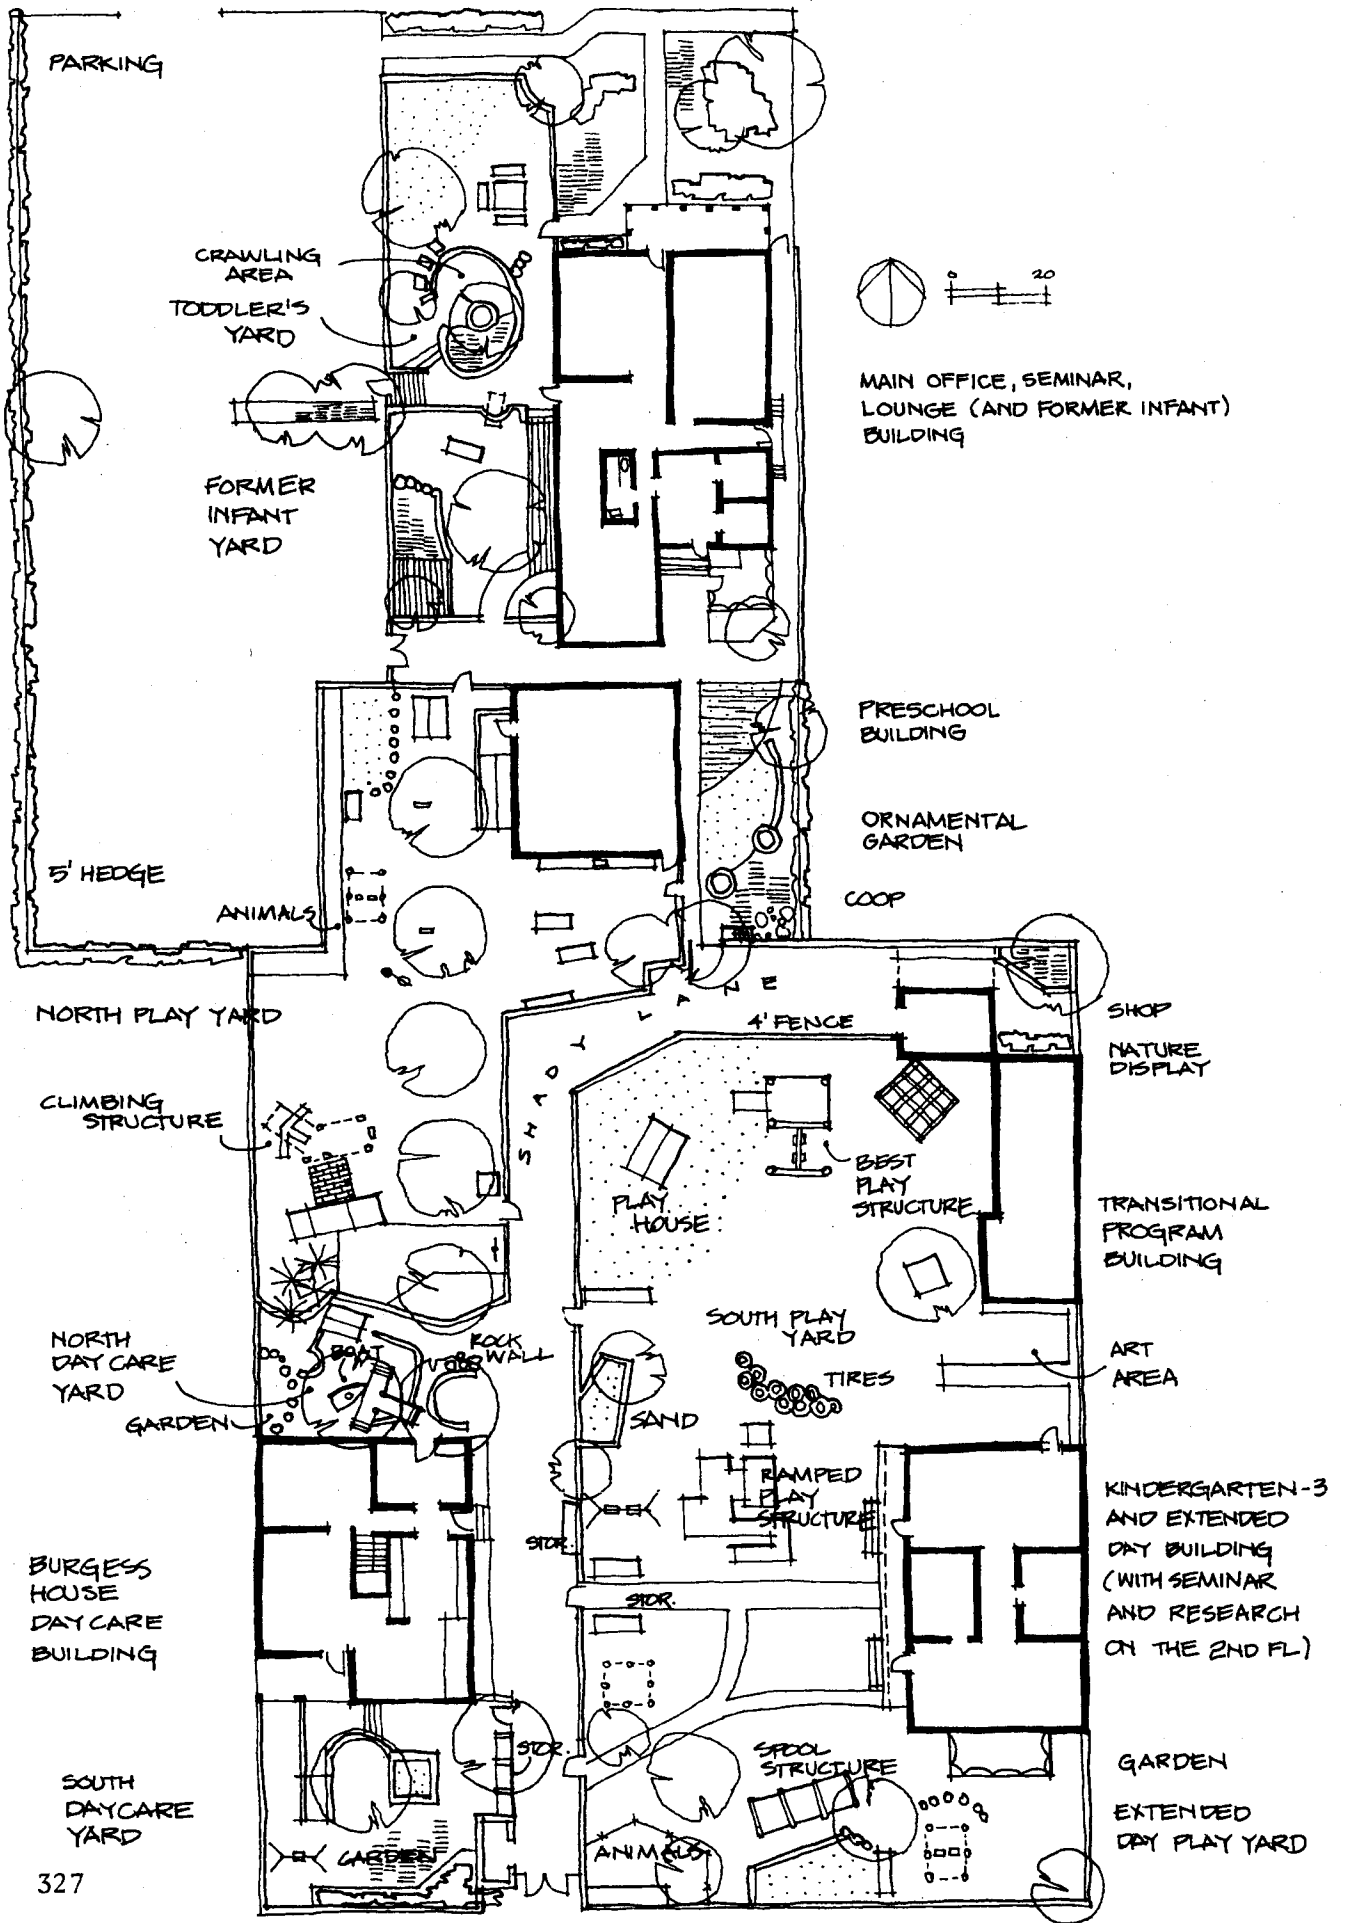 PARKING
CRAWLING
AREA
TODDLER'S
YARD
0 20
MAIN OFFICE, SEMINAR,
LOUNGE (AND FORMER INFANT)
BUILDING
FORMER
INFANT
YARD
PRESCHOOL
BUILDING
ORNAMENTAL
GARDEN
5' HEDGE
COOP
ANIMALS
NORTH PLAY YARD
SHADY LANE
4' FENCE
SHOP
NATURE
DISPLAY
CLIMBING
STRUCTURE
BEST
PLAY
STRUCTURE
PLAY
HOUSE
TRANSITIONAL
PROGRAM
BUILDING
SOUTH PLAY
YARD
NORTH
DAY CARE
YARD
BOAT
ROCK
WALL
TIRES
ART
AREA
GARDEN
SAND
RAMPED
PLAY
STRUCTURE
KINDERGARTEN-3
AND EXTENDED
DAY BUILDING
(WITH SEMINAR
AND RESEARCH
ON THE 2ND FL)
STOR.
BURGESS
HOUSE
DAY CARE
BUILDING
STOR.
STOR.
SPOOL
STRUCTURE
GARDEN
SOUTH
DAYCARE
YARD
EXTENDED
DAY PLAY YARD
GARDEN
ANIMALS
327